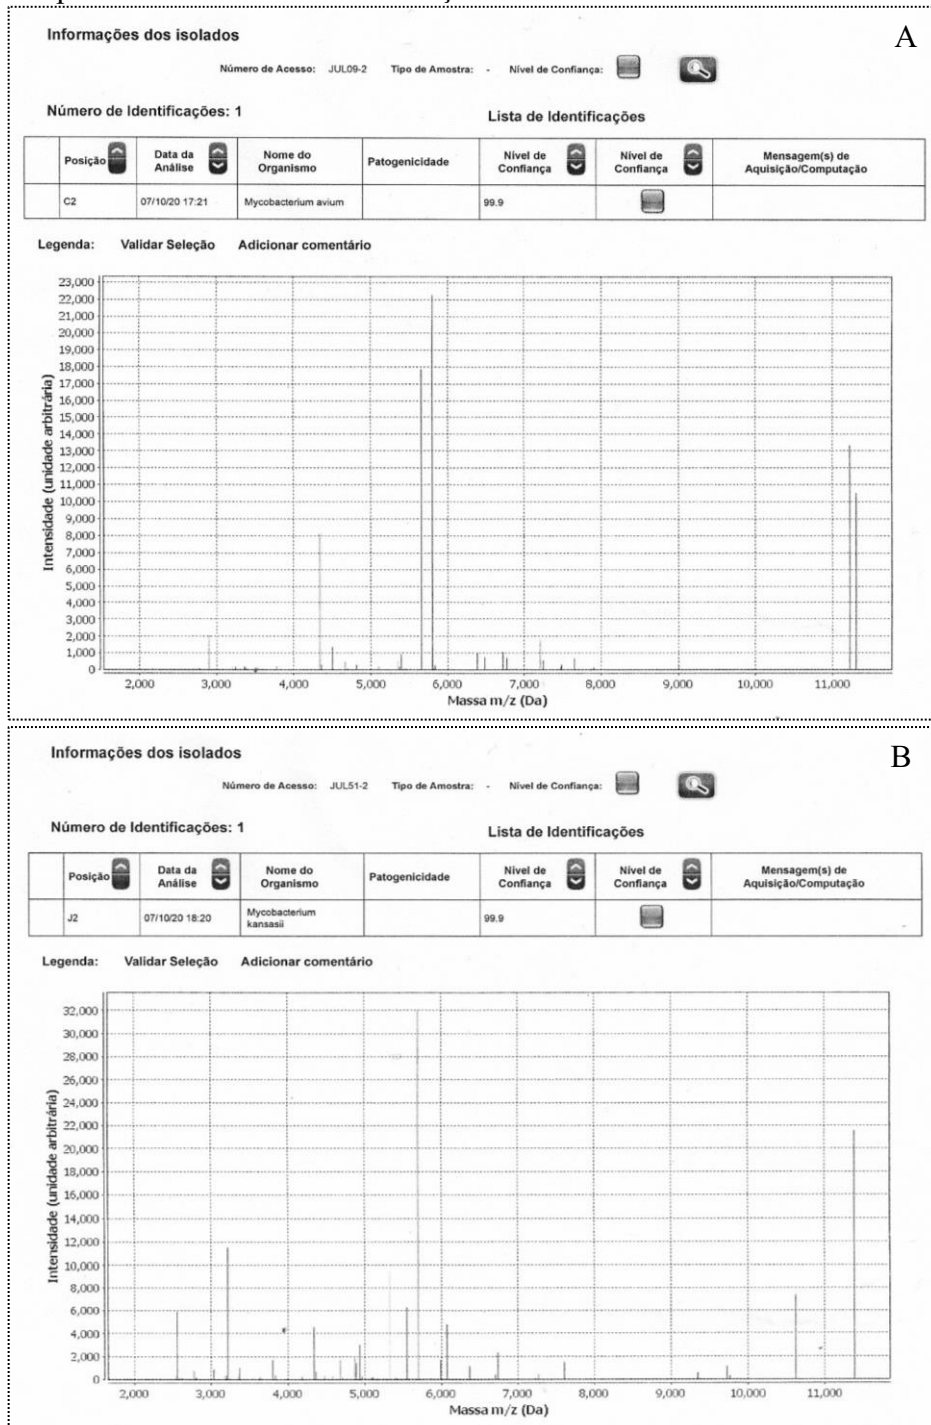 Informações dos isolados
A
Número de Acesso: JUL09-2 Tipo de Amostra: - Nível de Confiança:
Número de Identificações: 1 Lista de Identificações
Posição Data da Análise Nome do Organismo Patogenicidade Nível de Confiança Nível de Confiança Mensagem(s) de Aquisição/Computação
C2 07/10/20 17:21 Mycobacterium avium 99.9
Legenda: Validar Seleção Adicionar comentário
23,000
22,000
21,000
20,000
19,000
18,000
17,000
16,000
15,000
14,000
13,000
12,000
11,000
10,000
9,000
8,000
7,000
6,000
5,000
4,000
3,000
2,000
1,000
0
Intensidade (unidade arbitrária)
2,000 3,000 4,000 5,000 6,000 7,000 8,000 9,000 10,000 11,000
Massa m/z (Da)
Informações dos isolados
B
Número de Acesso: JUL51-2 Tipo de Amostra: - Nível de Confiança:
Número de Identificações: 1 Lista de Identificações
Posição Data da Análise Nome do Organismo Patogenicidade Nível de Confiança Nível de Confiança Mensagem(s) de Aquisição/Computação
J2 07/10/20 18:20 Mycobacterium kansasii 99.9
Legenda: Validar Seleção Adicionar comentário
32,000
30,000
28,000
26,000
24,000
22,000
20,000
18,000
16,000
14,000
12,000
10,000
8,000
6,000
4,000
2,000
0
Intensidade (unidade arbitrária)
2,000 3,000 4,000 5,000 6,000 7,000 8,000 9,000 10,000 11,000
Massa m/z (Da)